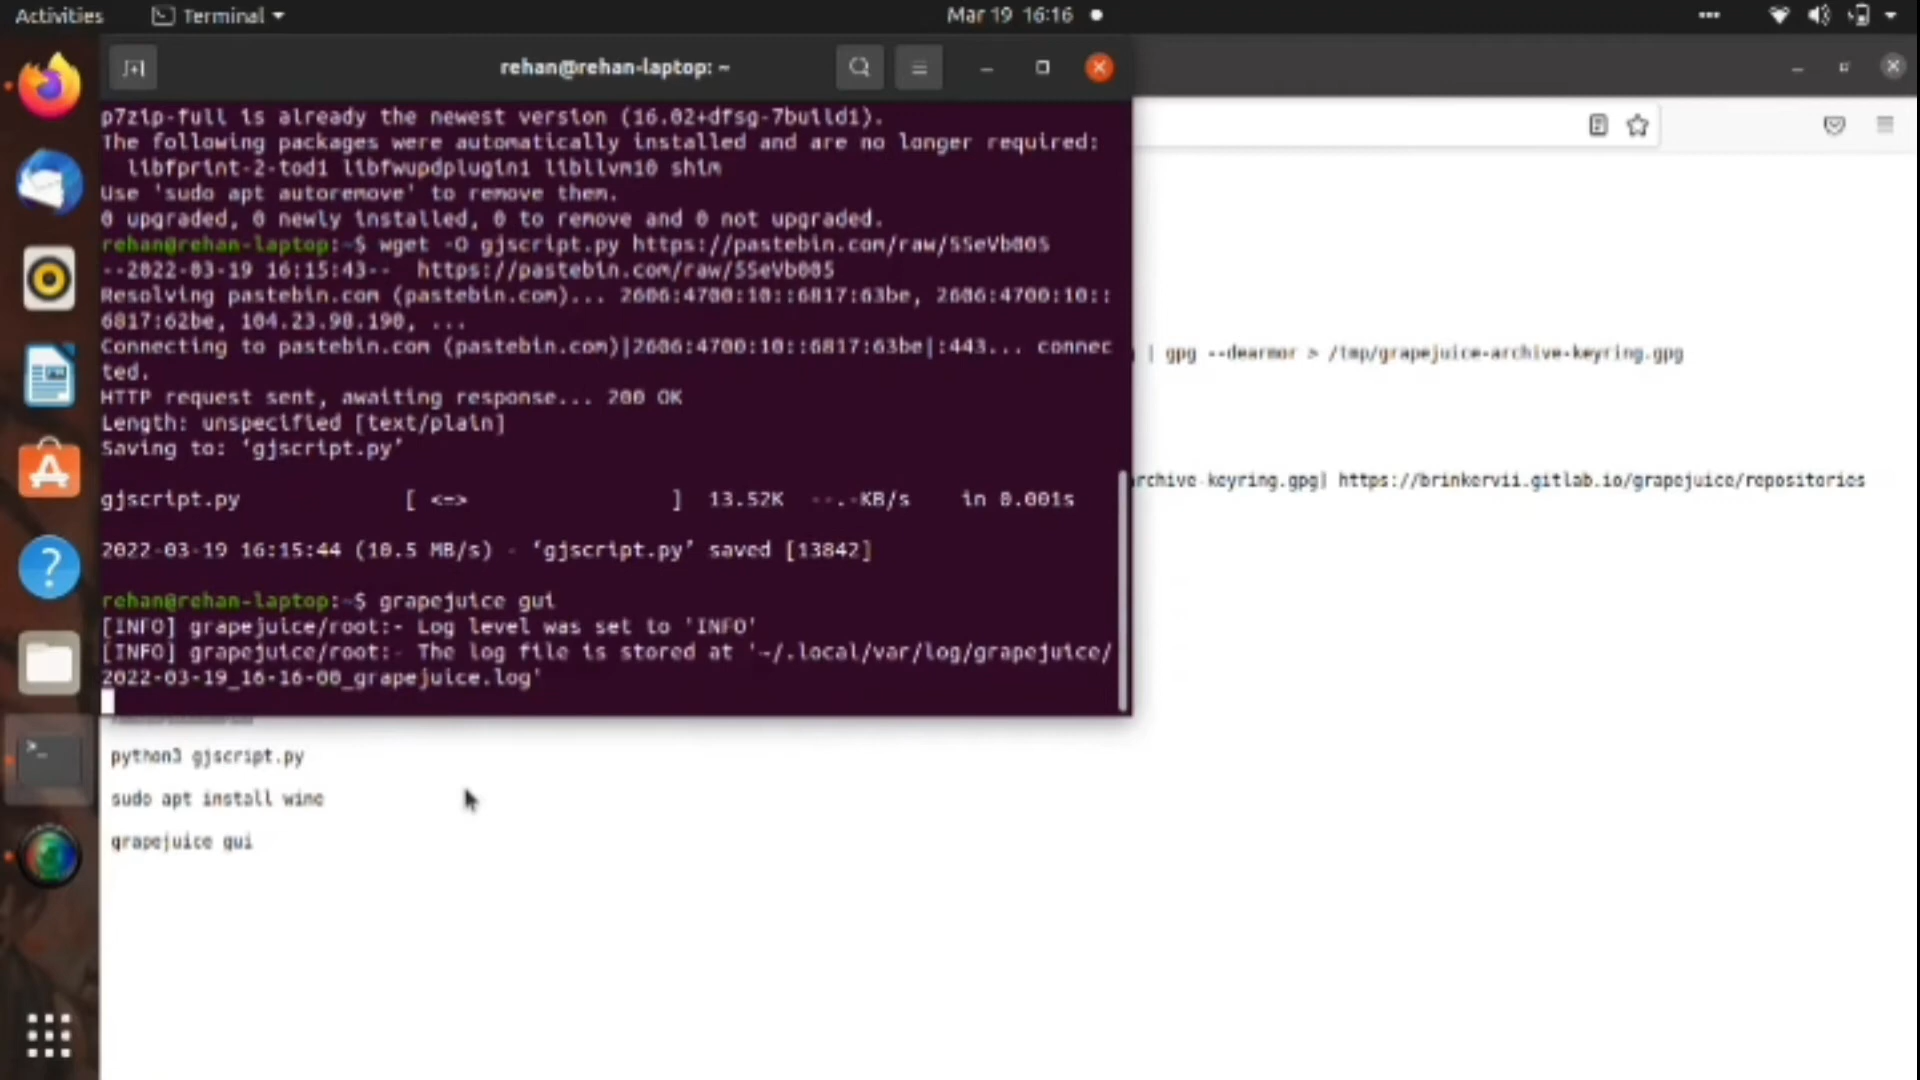 Activities
Terminal
Mar 19 16:16
rehan@rehan-laptop: ~
p7zip-full is already the newest version (16.02+dfsg-7build1).
The following packages were automatically installed and are no longer required:
libfprint-2-tod1 libfwupdplugin1 libllvm10 shim
Use 'sudo apt autoremove' to remove them.
0 upgraded, 0 newly installed, 0 to remove and 0 not upgraded.
rehan@rehan-laptop:~$ wget -O gjscript.py https://pastebin.com/raw/5SeVb005
--2022-03-19 16:15:43-- https://pastebin.com/raw/5SeVb005
Resolving pastebin.com (pastebin.com)... 2606:4700:10::6817:63be, 2606:4700:10::
6817:62be, 104.23.98.190, ...
Connecting to pastebin.com (pastebin.com)|2606:4700:10::6817:63be|:443... connec
ted.
HTTP request sent, awaiting response... 200 OK
Length: unspecified [text/plain]
Saving to: ‘gjscript.py’
gjscript.py [ <=> ] 13.52K --.-KB/s in 0.001s
2022-03-19 16:15:44 (10.5 MB/s) - ‘gjscript.py’ saved [13842]
rehan@rehan-laptop:~$ grapejuice gui
[INFO] grapejuice/root:- Log level was set to 'INFO'
[INFO] grapejuice/root:- The log file is stored at '~/.local/var/log/grapejuice/
2022-03-19_16-16-00_grapejuice.log'
| gpg --dearmor > /tmp/grapejuice-archive-keyring.gpg
archive-keyring.gpg] https://brinkervii.gitlab.io/grapejuice/repositories
python3 gjscript.py
sudo apt install wine
grapejuice gui